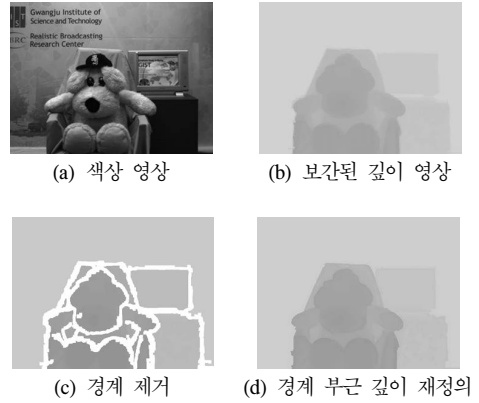 Gwangju Institute of
Science and Technology
Realistic Broadcasting
Research Center
GIST
(a) 색상 영상
(b) 보간된 깊이 영상
(c) 경계 제거
(d) 경계 부근 깊이 재정의